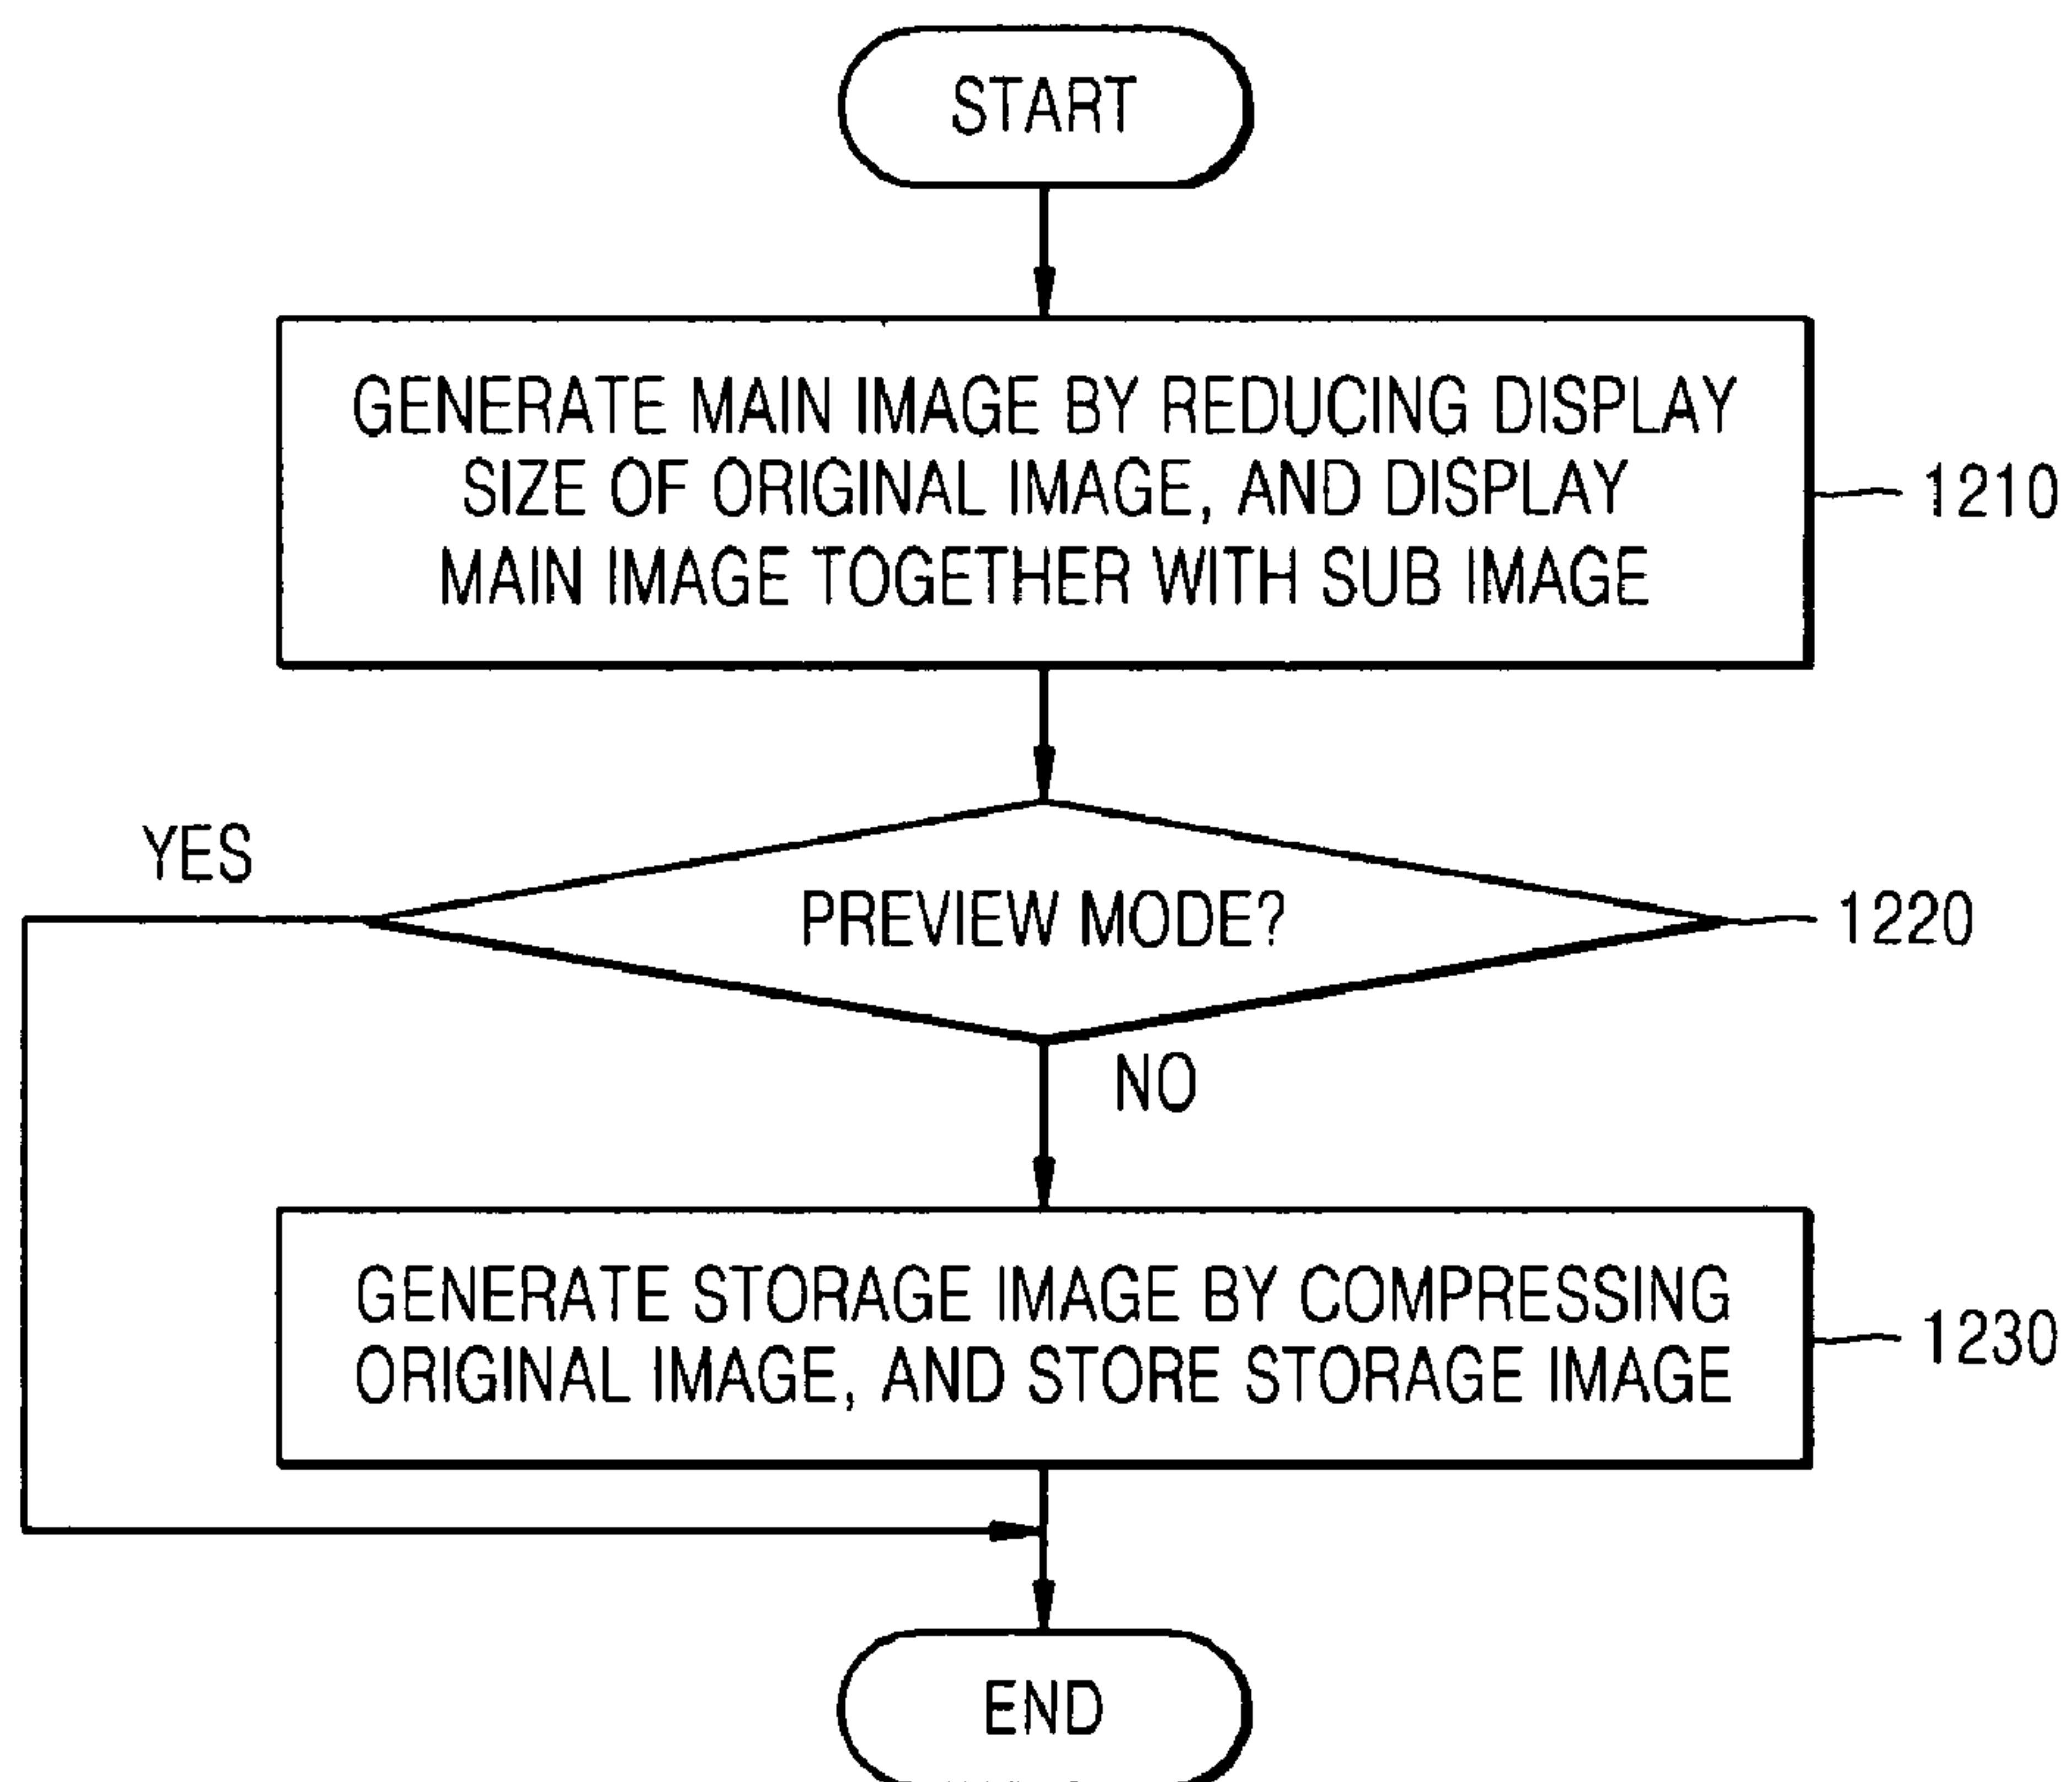 START
GENERATE MAIN IMAGE BY REDUCING DISPLAY
SIZE OF ORIGINAL IMAGE, AND DISPLAY
MAIN IMAGE TOGETHER WITH SUB IMAGE
1210
YES
PREVIEW MODE?
1220
NO
GENERATE STORAGE IMAGE BY COMPRESSING
ORIGINAL IMAGE, AND STORE STORAGE IMAGE
1230
END